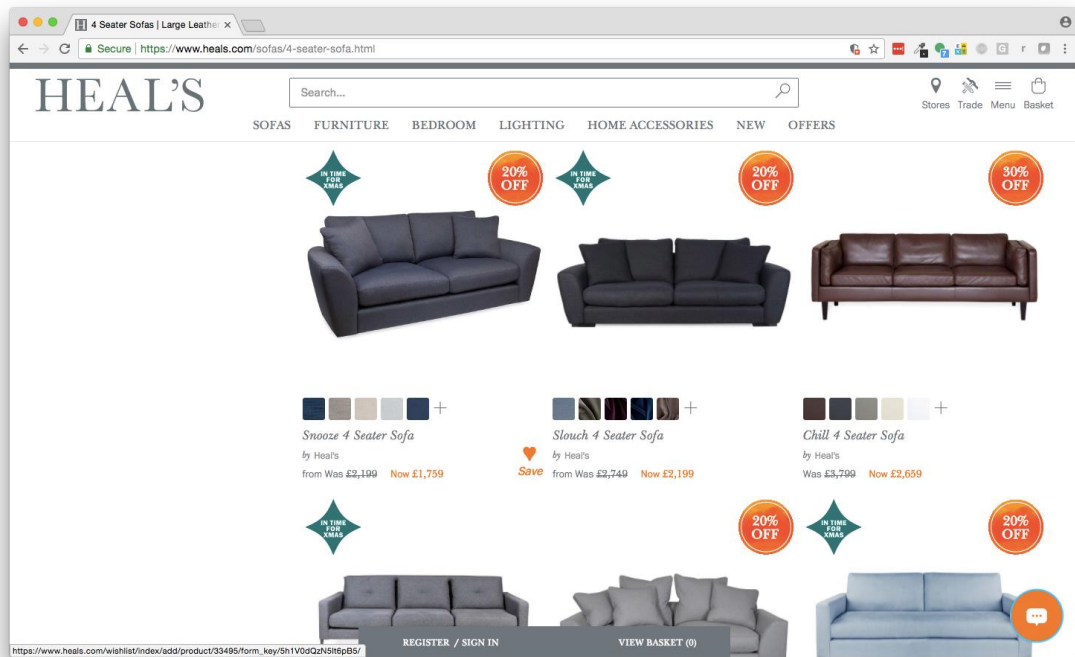 4 Seater Sofas | Large Leather
Secure | https://www.heals.com/sofas/4-seater-sofa.html
HEAL'S
Search...
Stores Trade Menu Basket
SOFAS FURNITURE BEDROOM LIGHTING HOME ACCESSORIES NEW OFFERS
IN TIME
FOR
XMAS
20%
OFF
IN TIME
FOR
XMAS
20%
OFF
30%
OFF
Snooze 4 Seater Sofa
by Heal's
from Was £2,199 Now £1,759
Save
Slouch 4 Seater Sofa
by Heal's
from Was £2,749 Now £2,199
Chill 4 Seater Sofa
by Heal's
Was £3,799 Now £2,659
IN TIME
FOR
XMAS
20%
OFF
IN TIME
FOR
XMAS
20%
OFF
REGISTER / SIGN IN
VIEW BASKET (0)
https://www.heals.com/wishlist/index/add/product/33495/form_key/5h1V0dQzN5lt6pB5/